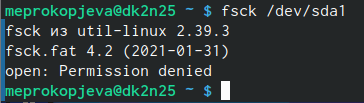 meprokopjeva@dk2n25 ~ $ fsck /dev/sda1
fsck из util-linux 2.39.3
fsck.fat 4.2 (2021-01-31)
open: Permission denied
meprokopjeva@dk2n25 ~ $